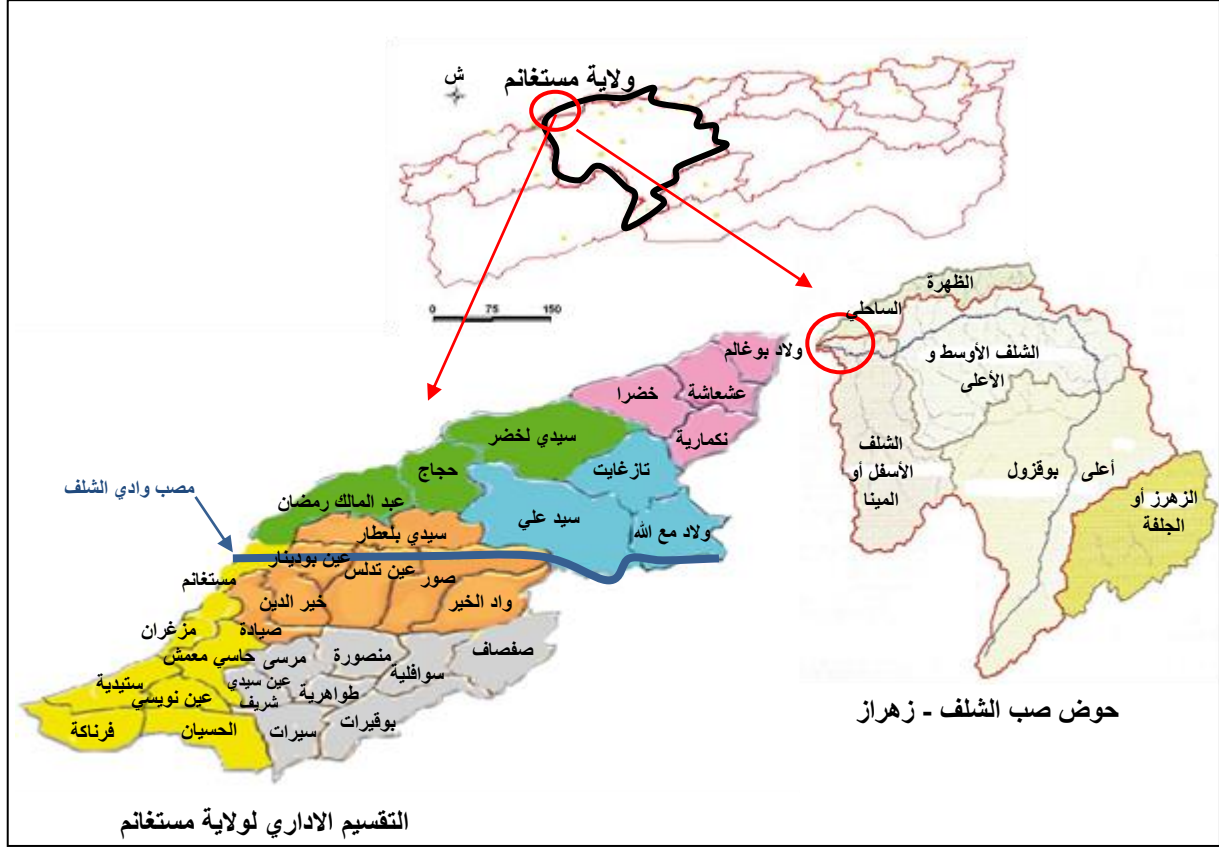 ولاية مستغانم
ش
0 75 150
الظهرة
الساحلي
الشلف الأوسط و
الأعلى
الشلف
الأسفل أو
المينا
بوقزول
أعلى
الزهرز أو
الجلفة
حوض صب الشلف - زهراز
ولاد بوغالم
عشعاشة
خضرا
نكمارية
سيدي لخضر
تازغايت
حجاج
عبد المالك رمضان
سيد علي
ولاد مع الله
مصب وادي الشلف
سيدي بلعطار
عين بودينار
عين تدلس
صور
مستغانم
خير الدين
واد الخير
صيادة
مزغران
حاسي معمش
مرسى
منصورة
سوافلية
صفصاف
ستيدية
عين نويسي
عين سيدي
شريف
طواهرية
بوقيرات
فرناكة
الحسيان
سيرات
التقسيم الاداري لولاية مستغانم